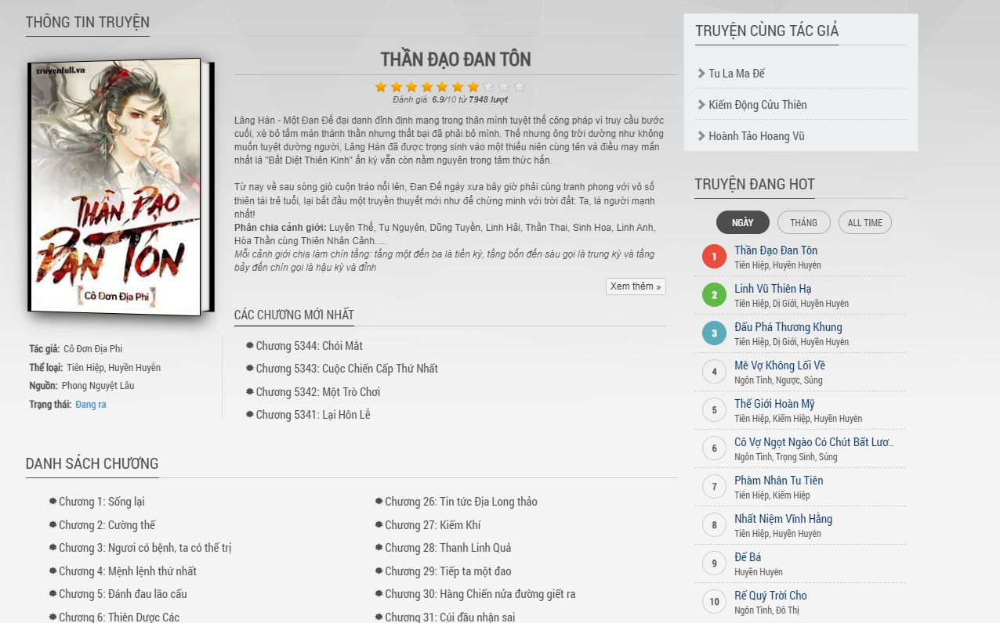 THÔNG TIN TRUYỆN
truyenfull.vn
THẦN ĐẠO
ĐAN TÔN
Cô Đơn Địa Phi
Tác giả: Cô Đơn Địa Phi
Thể loại: Tiên Hiệp, Huyền Huyễn
Nguồn: Phong Nguyệt Lâu
Trạng thái: Đang ra
THẦN ĐẠO ĐAN TÔN
Đánh giá: 6.9/10 từ 7948 lượt
Lăng Hàn - Một Đan Đế đại danh đỉnh đỉnh mang trong thân mình tuyệt thế công pháp vì truy cầu bước
cuối, xé bỏ tấm màn thành thần nhưng thất bại đã phải bỏ mình. Thế nhưng ông trời dường như không
muốn tuyệt dường người, Lăng Hàn đã được trọng sinh vào một thiếu niên cùng tên và điều may mắn
nhất là "Bất Diệt Thiên Kinh" ấn ký vẫn còn nằm nguyên trong tâm thức hắn.
Từ nay về sau sóng gió cuộn trào nổi lên, Đan Đế ngày xưa bây giờ phải cùng tranh phong với vô số
thiên tài trẻ tuổi, lại bắt đầu một truyền thuyết mới như để chứng minh với trời đất: Ta, là người mạnh
nhất!
Phân chia cảnh giới: Luyện Thể, Tụ Nguyên, Dũng Tuyền, Linh Hải, Thần Thai, Sinh Hoa, Linh Anh,
Hóa Thần cùng Thiên Nhân Cảnh.....
Mỗi cảnh giới chia làm chín tầng: tầng một đến ba là tiền kỳ, tầng bốn đến sáu gọi là trung kỳ và tầng
bảy đến chín gọi là hậu kỳ và đỉnh
Xem thêm »
CÁC CHƯƠNG MỚI NHẤT
Chương 5344: Chói Mắt
Chương 5343: Cuộc Chiến Cấp Thứ Nhất
Chương 5342: Một Trò Chơi
Chương 5341: Lại Hôn Lễ
DANH SÁCH CHƯƠNG
Chương 1: Sống lại
Chương 2: Cường thế
Chương 3: Ngươi có bệnh, ta có thể trị
Chương 4: Mệnh lệnh thứ nhất
Chương 5: Đánh đau lão cẩu
Chương 6: Thiên Dược Các
Chương 26: Tin tức Địa Long thảo
Chương 27: Kiếm Khí
Chương 28: Thanh Linh Quả
Chương 29: Tiếp ta một đao
Chương 30: Hàng Chiến nửa đường giết ra
Chương 31: Cúi đầu nhận sai
TRUYỆN CÙNG TÁC GIẢ
Tu La Ma Đế
Kiếm Động Cửu Thiên
Hoành Tảo Hoang Vũ
TRUYỆN ĐANG HOT
NGÀY THÁNG ALL TIME
1 Thần Đạo Đan Tôn
Tiên Hiệp, Huyền Huyễn
2 Linh Vũ Thiên Hạ
Tiên Hiệp, Dị Giới, Huyền Huyễn
3 Đấu Phá Thương Khung
Tiên Hiệp, Dị Giới, Huyền Huyễn
4 Mê Vợ Không Lối Về
Ngôn Tình, Ngược, Sủng
5 Thế Giới Hoàn Mỹ
Tiên Hiệp, Kiếm Hiệp, Huyền Huyễn
6 Cô Vợ Ngọt Ngào Có Chút Bất Lươ...
Ngôn Tình, Trọng Sinh, Sủng
7 Phàm Nhân Tu Tiên
Tiên Hiệp, Kiếm Hiệp
8 Nhất Niệm Vĩnh Hằng
Tiên Hiệp, Huyền Huyễn
9 Đế Bá
Huyền Huyễn
10 Rể Quý Trời Cho
Ngôn Tình, Đô Thị